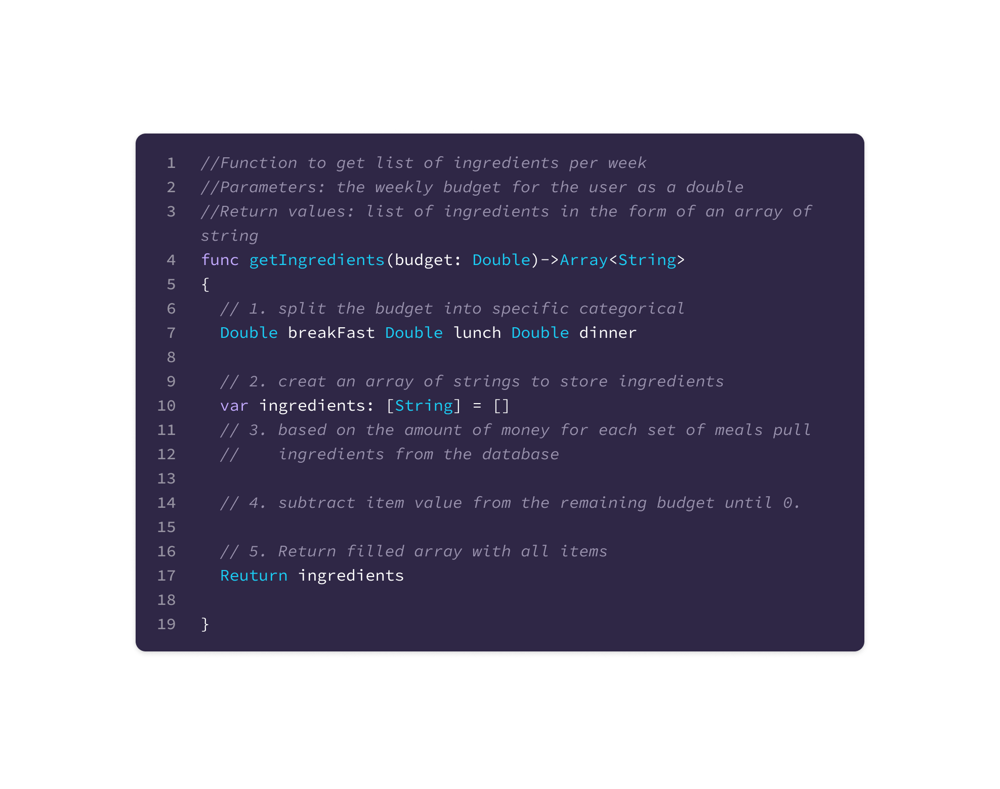 1 //Function to get list of ingredients per week
2 //Parameters: the weekly budget for the user as a double
3 //Return values: list of ingredients in the form of an array of
string
4 func getIngredients(budget: Double)->Array<String>
5 {
6 // 1. split the budget into specific categorical
7 Double breakFast Double lunch Double dinner
8
9 // 2. creat an array of strings to store ingredients
10 var ingredients: [String] = []
11 // 3. based on the amount of money for each set of meals pull
12 //    ingredients from the database
13
14 // 4. subtract item value from the remaining budget until 0.
15
16 // 5. Return filled array with all items
17 Reuturn ingredients
18
19 }